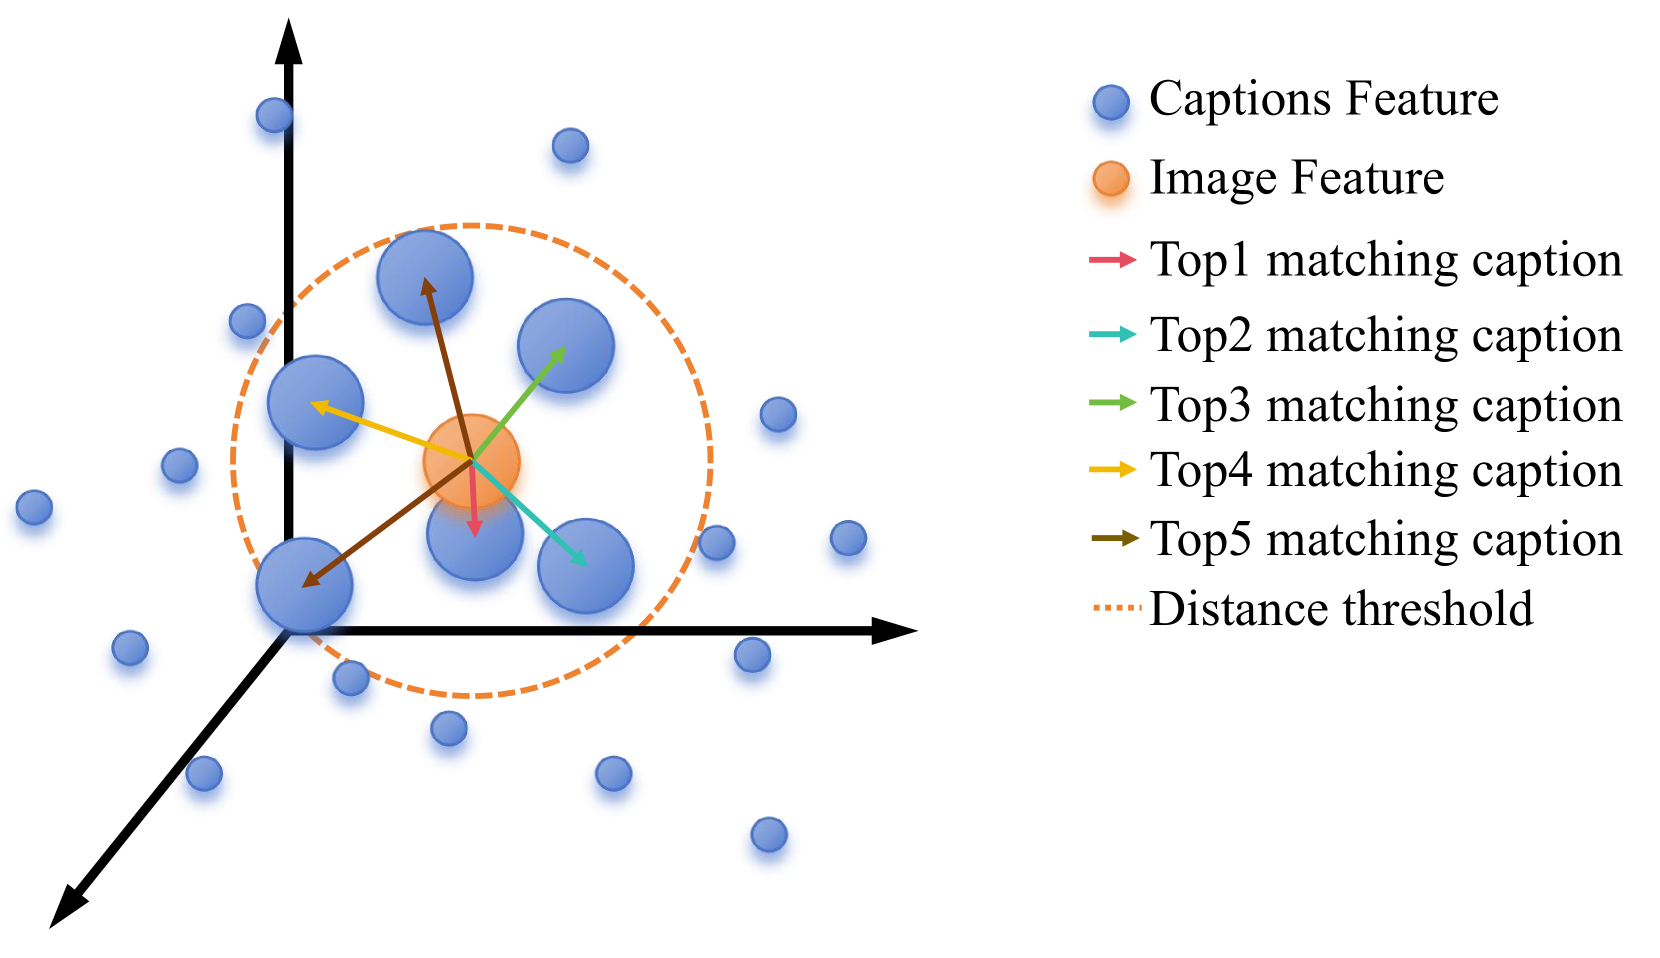 Captions Feature
Image Feature
Top1 matching caption
Top2 matching caption
Top3 matching caption
Top4 matching caption
Top5 matching caption
Distance threshold